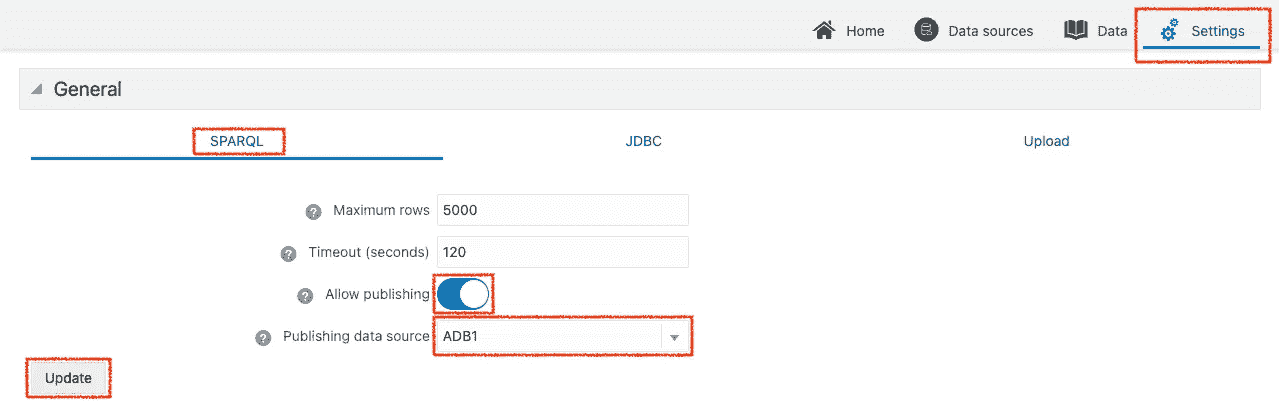 Home Data sources Data Settings
General
SPARQL JDBC Upload
? Maximum rows 5000
? Timeout (seconds) 120
? Allow publishing
? Publishing data source ADB1
Update